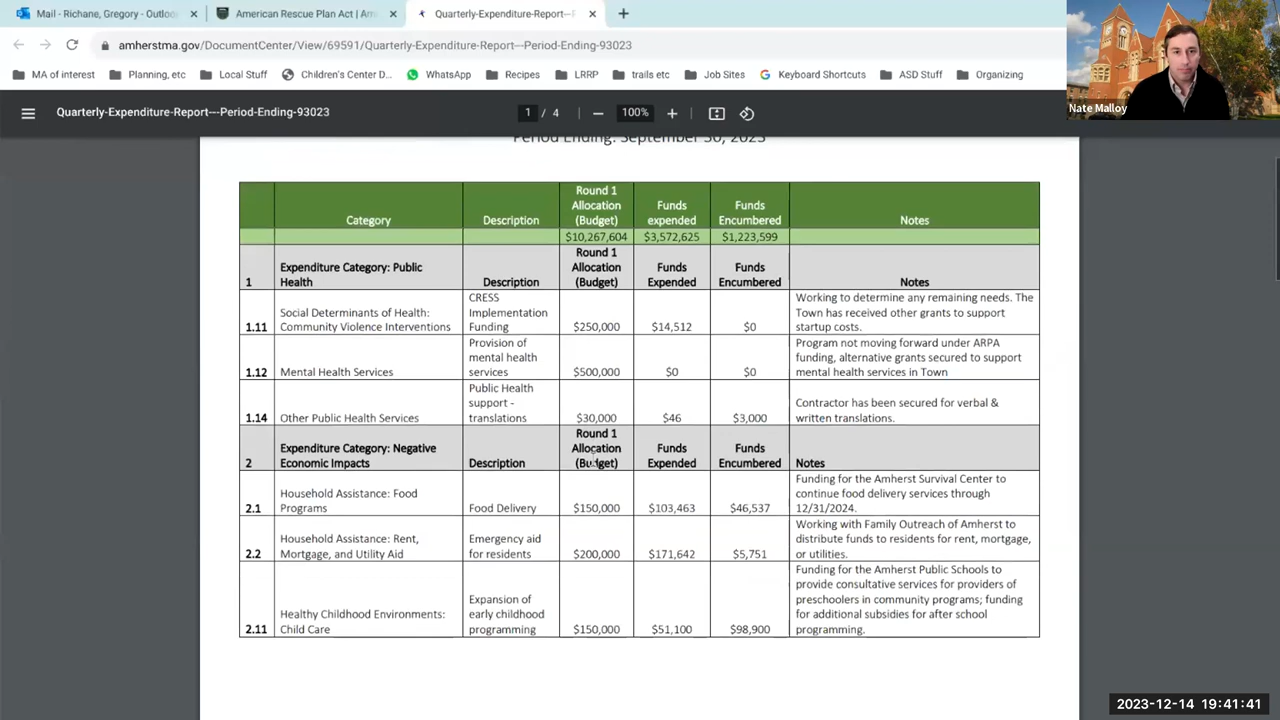 Mail - Richane, Gregory - Outloo
American Rescue Plan Act | Am
Quarterly-Expenditure-Report--P
amherstma.gov/DocumentCenter/View/69591/Quarterly-Expenditure-Report---Period-Ending-93023
MA of interest
Planning, etc
Local Stuff
Children's Center D...
WhatsApp
Recipes
LRRP
trails etc
Job Sites
Keyboard Shortcuts
ASD Stuff
Organizing
Nate Malloy
Quarterly-Expenditure-Report---Period-Ending-93023
1 / 4
100%
Period Ending: September 30, 2023
Category
Description
Round 1
Allocation
(Budget)
Funds
expended
Funds
Encumbered
Notes
$10,267,604
$3,572,625
$1,223,599
1
Expenditure Category: Public
Health
Description
Round 1
Allocation
(Budget)
Funds
Expended
Funds
Encumbered
Notes
1.11
Social Determinants of Health:
Community Violence Interventions
CRESS
Implementation
Funding
$250,000
$14,512
$0
Working to determine any remaining needs. The
Town has received other grants to support
startup costs.
1.12
Mental Health Services
Provision of
mental health
services
$500,000
$0
$0
Program not moving forward under ARPA
funding, alternative grants secured to support
mental health services in Town
1.14
Other Public Health Services
Public Health
support -
translations
$30,000
$46
$3,000
Contractor has been secured for verbal &
written translations.
2
Expenditure Category: Negative
Economic Impacts
Description
Round 1
Allocation
(Budget)
Funds
Expended
Funds
Encumbered
Notes
2.1
Household Assistance: Food
Programs
Food Delivery
$150,000
$103,463
$46,537
Funding for the Amherst Survival Center to
continue food delivery services through
12/31/2024.
2.2
Household Assistance: Rent,
Mortgage, and Utility Aid
Emergency aid
for residents
$200,000
$171,642
$5,751
Working with Family Outreach of Amherst to
distribute funds to residents for rent, mortgage,
or utilities.
2.11
Healthy Childhood Environments:
Child Care
Expansion of
early childhood
programming
$150,000
$51,100
$98,900
Funding for the Amherst Public Schools to
provide consultative services for providers of
preschoolers in community programs; funding
for additional subsidies for after school
programming.
2023-12-14 19:41:41